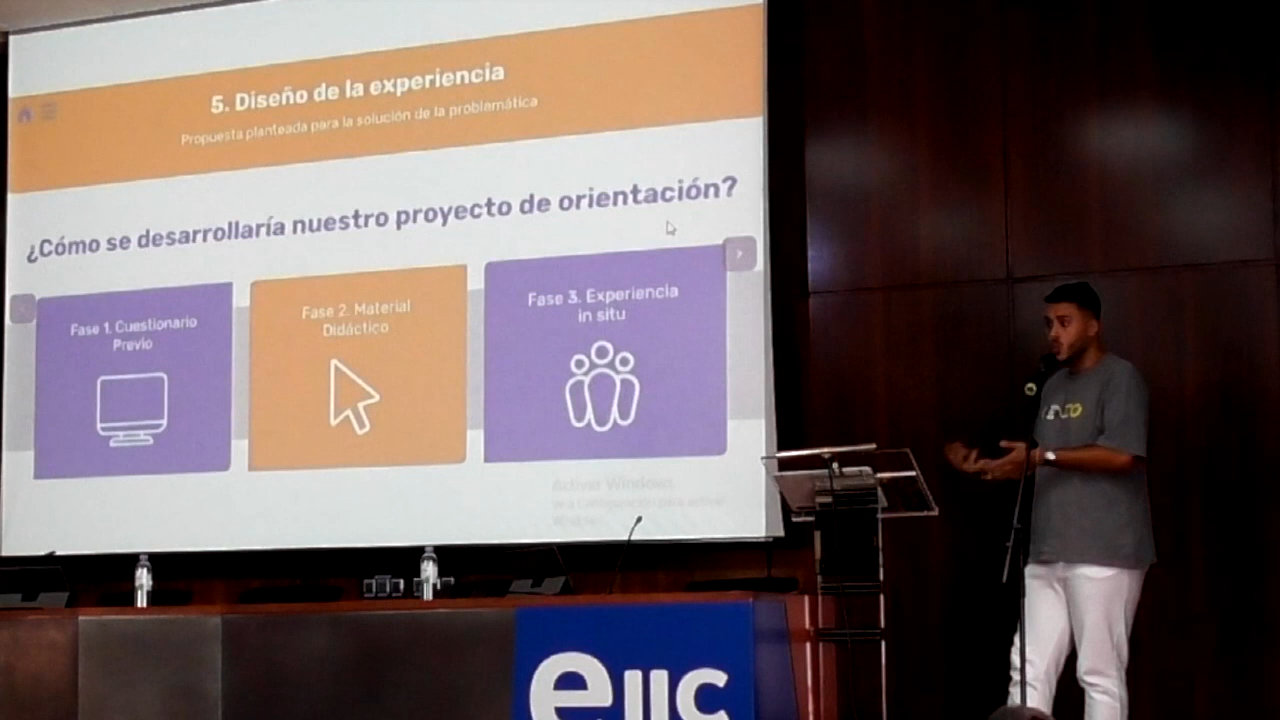 5. Diseño de la experiencia
Propuesta planteada para la solución de la problemática
¿Cómo se desarrollaría nuestro proyecto de orientación?
Fase 1. Cuestionario
Previo
Fase 2. Material
Didáctico
Fase 3. Experiencia
in situ
Activar Windows
eiic